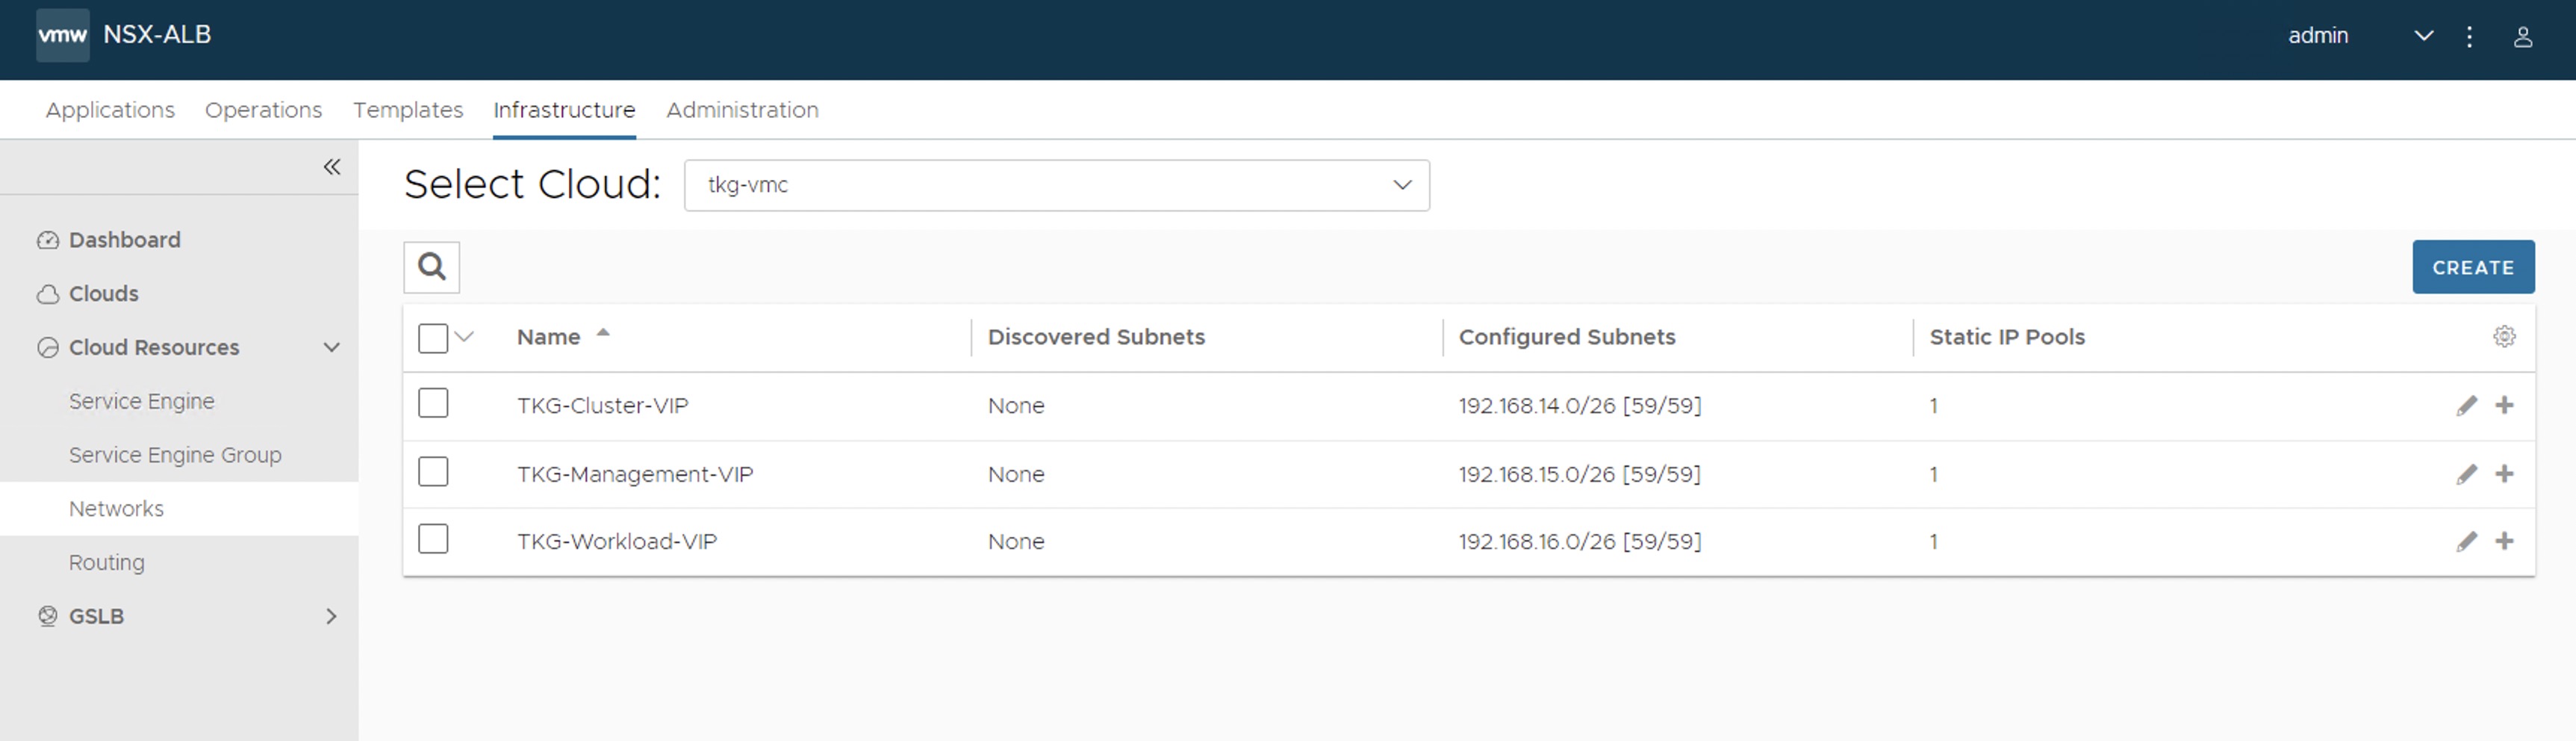 vmw NSX-ALB admin
Applications Operations Templates Infrastructure Administration
Select Cloud: tkg-vmc
Dashboard
Clouds
Cloud Resources
Service Engine
Service Engine Group
Networks
Routing
GSLB
CREATE
Name Discovered Subnets Configured Subnets Static IP Pools
TKG-Cluster-VIP None 192.168.14.0/26 [59/59] 1
TKG-Management-VIP None 192.168.15.0/26 [59/59] 1
TKG-Workload-VIP None 192.168.16.0/26 [59/59] 1